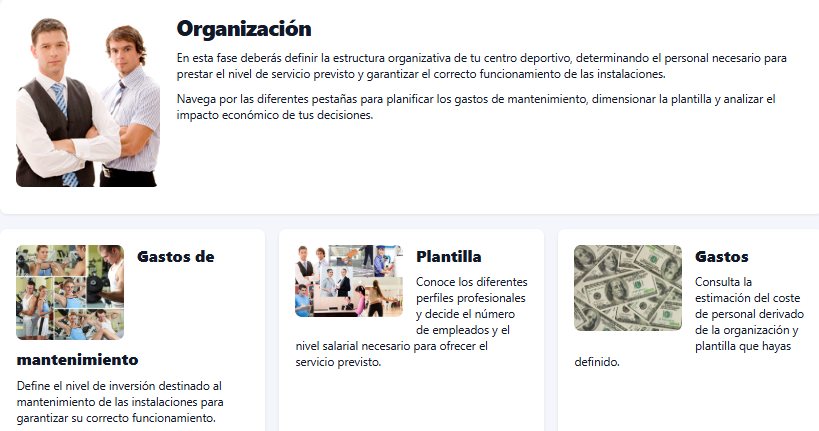 Organización
En esta fase deberás definir la estructura organizativa de tu centro deportivo, determinando el personal necesario para
prestar el nivel de servicio previsto y garantizar el correcto funcionamiento de las instalaciones.
Navega por las diferentes pestañas para planificar los gastos de mantenimiento, dimensionar la plantilla y analizar el
impacto económico de tus decisiones.
Gastos de
mantenimiento
Define el nivel de inversión destinado al
mantenimiento de las instalaciones para
garantizar su correcto funcionamiento.
Plantilla
Conoce los diferentes
perfiles profesionales
y decide el número
de empleados y el
nivel salarial necesario para ofrecer el
servicio previsto.
Gastos
Consulta la
estimación del coste
de personal derivado
de la organización y
plantilla que hayas
definido.